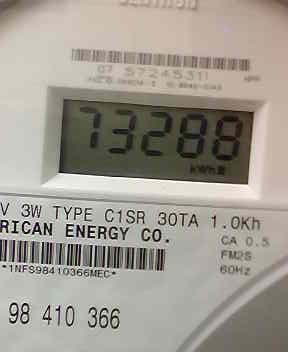 07 57245311
73288
kWh
V 3W TYPE C1SR 30TA 1.0Kh
RICAN ENERGY CO.
CA 0.5
FM2S
60Hz
*1NFS98410366MEC*
98 410 366